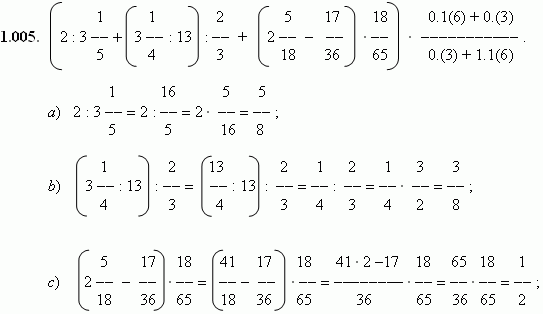 1.005. (2 : 3 1/5 + (3 1/4 : 13) : 2/3 + (2 5/18 − 17/36) · 18/65) · (0.1(6) + 0.(3))/(0.(3) + 1.1(6)) .
a) 2 : 3 1/5 = 2 : 16/5 = 2 · 5/16 = 5/8 ;
b) (3 1/4 : 13) : 2/3 = (13/4 : 13) : 2/3 = 1/4 : 2/3 = 1/4 · 3/2 = 3/8 ;
c) (2 5/18 − 17/36) · 18/65 = (41/18 − 17/36) · 18/65 = (41 · 2 − 17)/36 · 18/65 = 65/36 · 18/65 = 1/2 ;